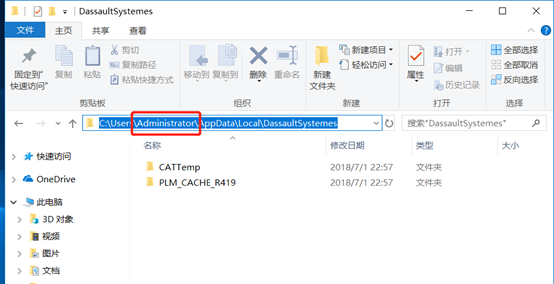 DassaultSystemes
文件 主页 共享 查看
固定到"快速访问" 复制 粘贴 剪切 复制路径 粘贴快捷方式 移动到 复制到 删除 重命名 新建文件夹 新建项目 轻松访问 属性 打开 编辑 历史记录 全部选择 全部取消 反向选择
剪贴板 组织 新建 打开 选择
C:\Users\Administrator\AppData\Local\DassaultSystemes 搜索"DassaultSystemes"
名称 修改日期 类型 大小
快速访问
CATTemp 2018/7/1 22:57 文件夹
OneDrive
PLM_CACHE_R419 2018/7/1 22:57 文件夹
此电脑
3D 对象
视频
图片
文档